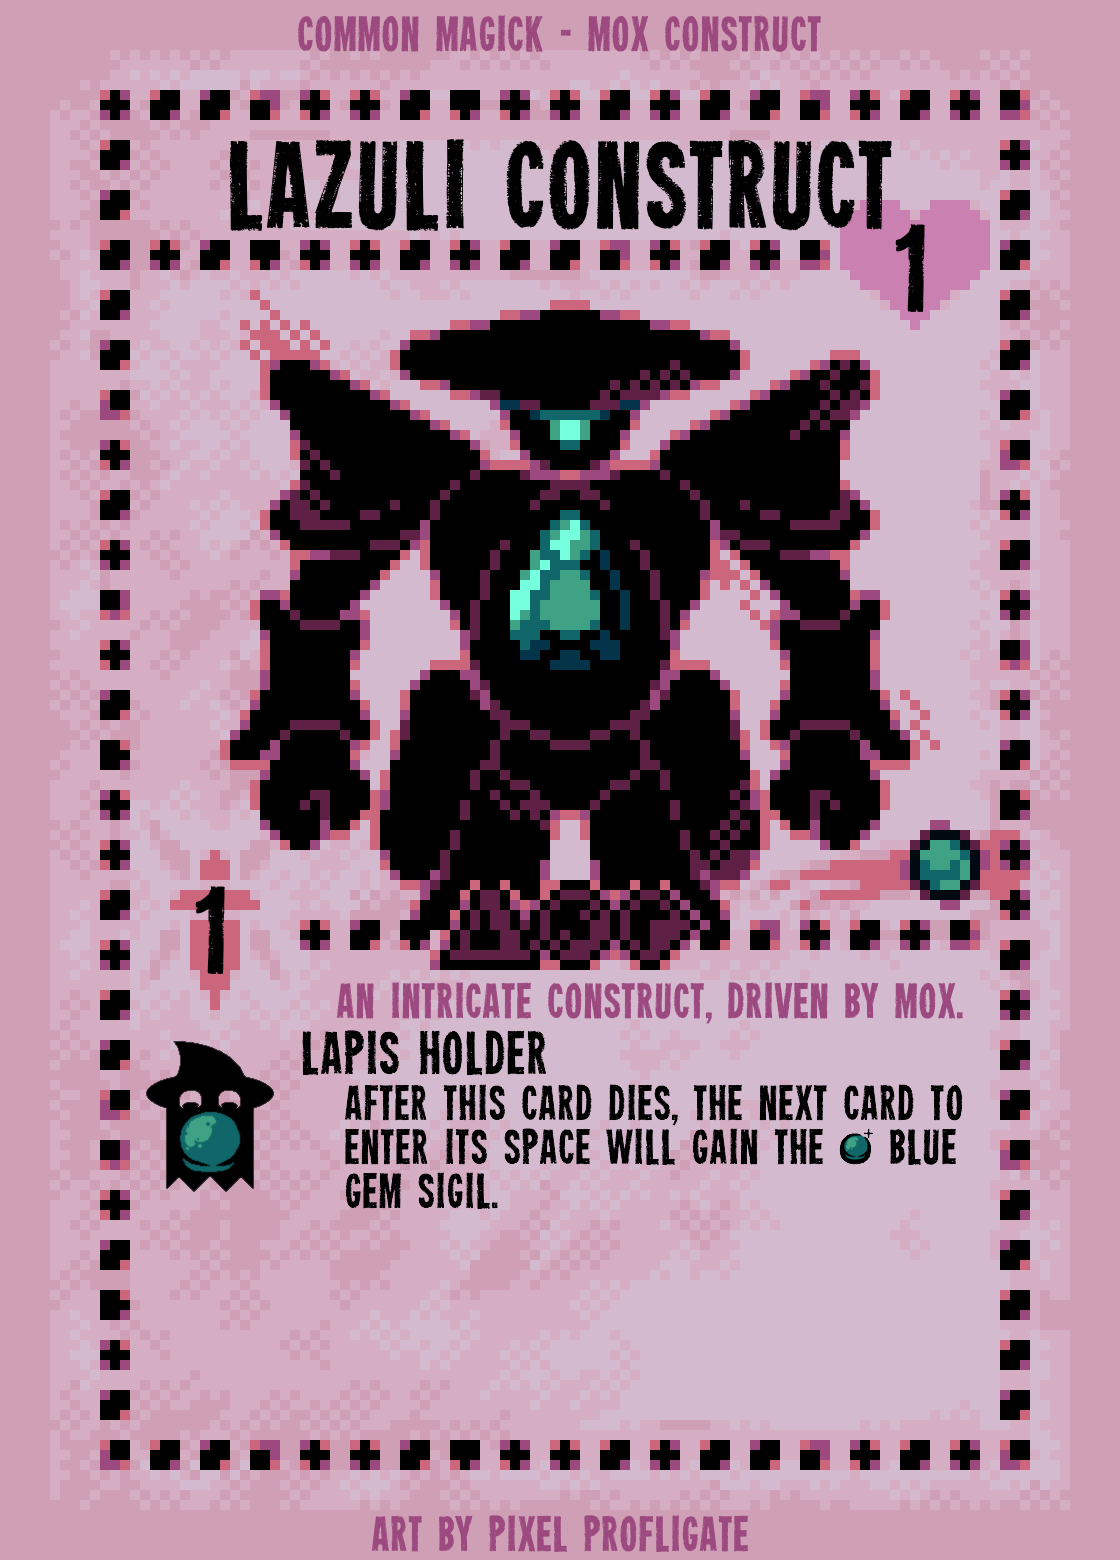 COMMON MAGICK - MOX CONSTRUCT
LAZULI CONSTRUCT
1
1
AN INTRICATE CONSTRUCT, DRIVEN BY MOX.
LAPIS HOLDER
AFTER THIS CARD DIES, THE NEXT CARD TO
ENTER ITS SPACE WILL GAIN THE BLUE
GEM SIGIL.
ART BY PIXEL PROFLIGATE